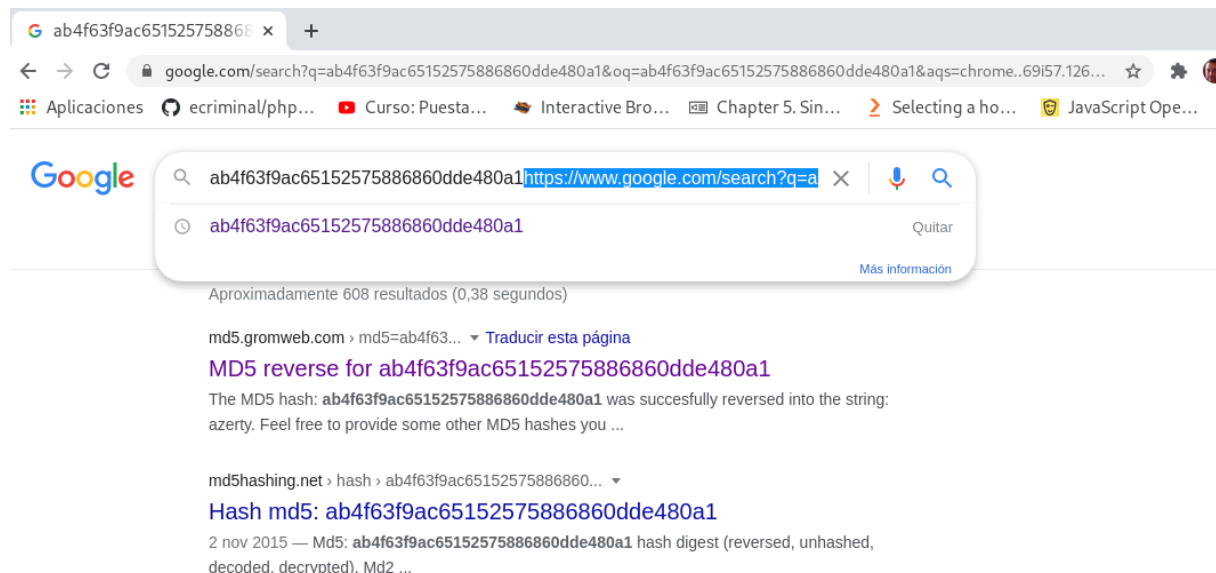 ab4f63f9ac6515257588686
google.com/search?q=ab4f63f9ac65152575886860dde480a1&oq=ab4f63f9ac65152575886860dde480a1&aqs=chrome..69i57.126...
Aplicaciones ecriminal/php... Curso: Puesta... Interactive Bro... Chapter 5. Sin... Selecting a ho... JavaScript Ope...
Google ab4f63f9ac65152575886860dde480a1https://www.google.com/search?q=a
ab4f63f9ac65152575886860dde480a1 Quitar
Más información
Aproximadamente 608 resultados (0,38 segundos)
md5.gromweb.com › md5=ab4f63... Traducir esta página
MD5 reverse for ab4f63f9ac65152575886860dde480a1
The MD5 hash: ab4f63f9ac65152575886860dde480a1 was succesfully reversed into the string:
azerty. Feel free to provide some other MD5 hashes you ...
md5hashing.net › hash › ab4f63f9ac65152575886860...
Hash md5: ab4f63f9ac65152575886860dde480a1
2 nov 2015 — Md5: ab4f63f9ac65152575886860dde480a1 hash digest (reversed, unhashed,
decoded, decrypted). Md2 ...